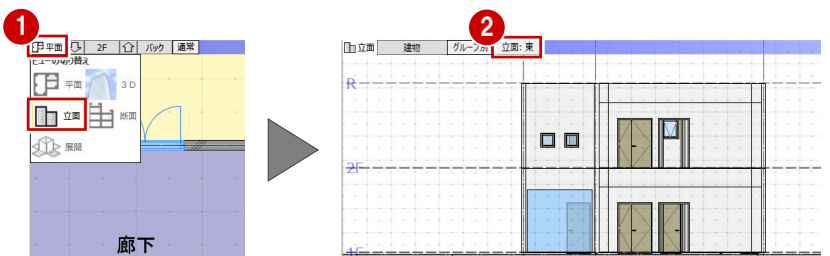 1
平面 2F バック 通常
ビューの切り替え
平面 3D
立面 断面
展開
廊下
2
立面 建物 グループ別 立面: 東
R
2F
1F